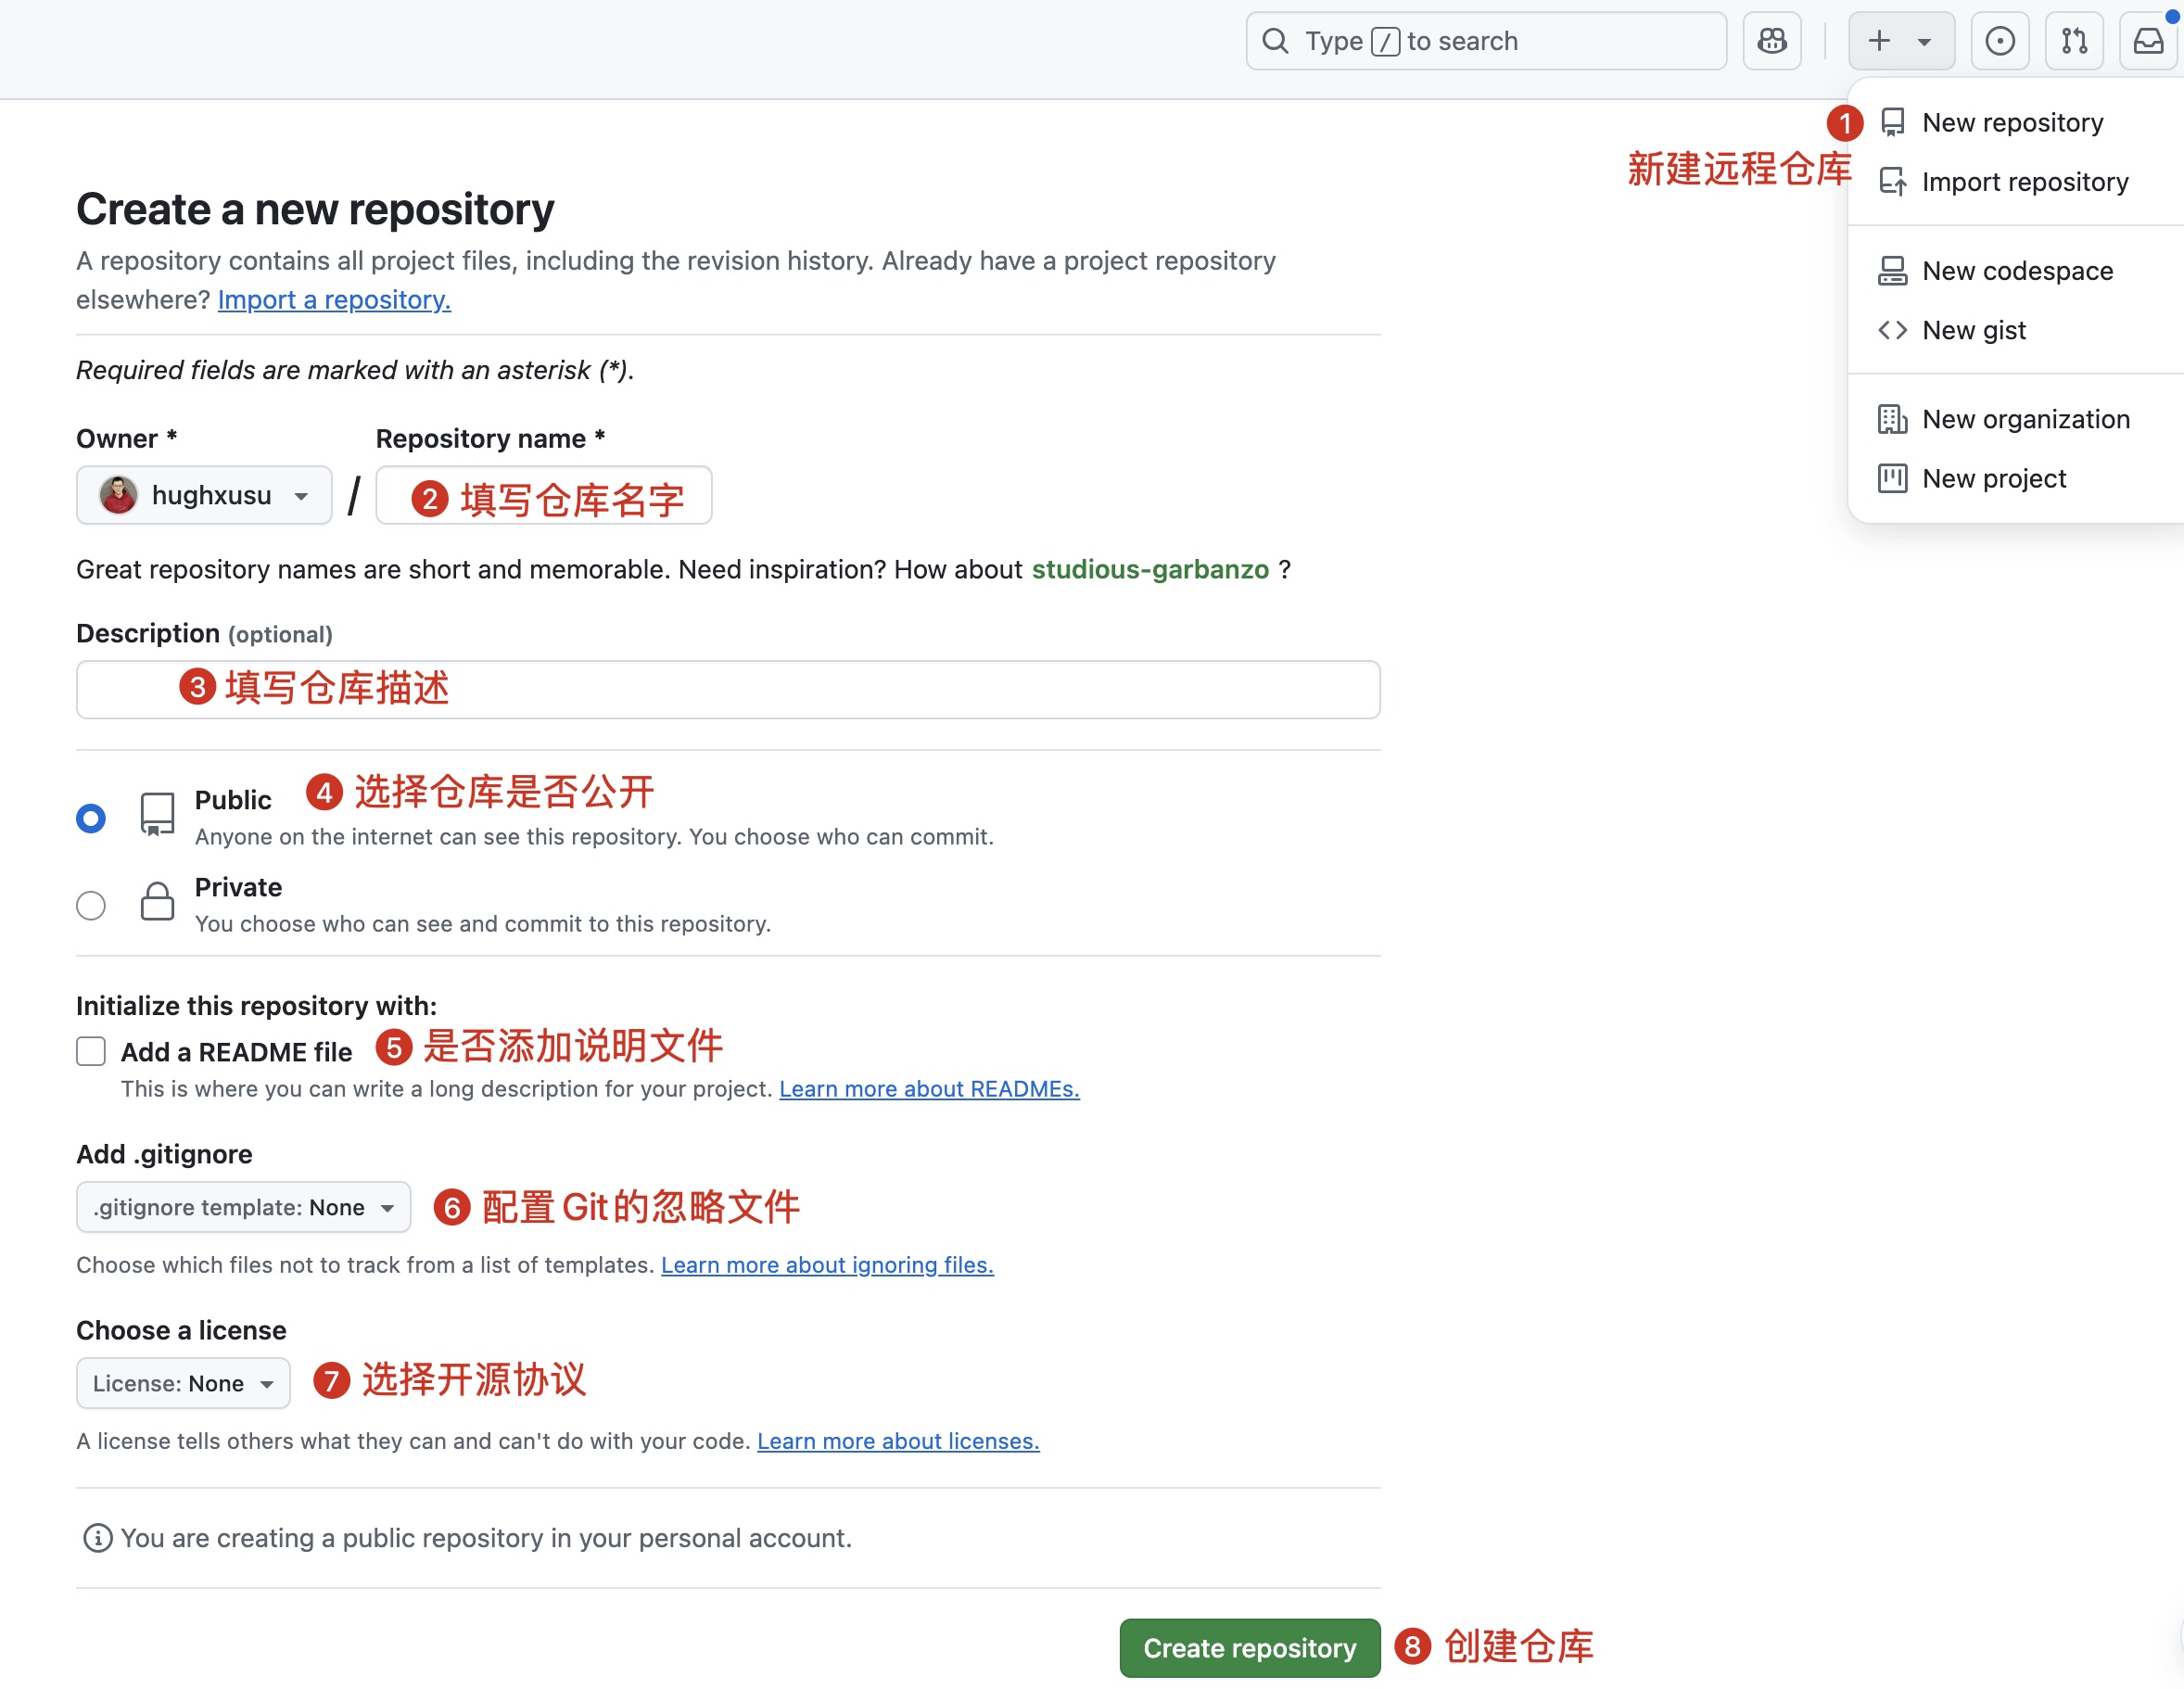 Type / to search
1 New repository
新建远程仓库
Import repository
New codespace
New gist
New organization
New project
Create a new repository
A repository contains all project files, including the revision history. Already have a project repository
elsewhere? Import a repository.
Required fields are marked with an asterisk (*).
Owner * Repository name *
hughxusu / 2 填写仓库名字
Great repository names are short and memorable. Need inspiration? How about studious-garbanzo ?
Description (optional)
3 填写仓库描述
Public 4 选择仓库是否公开
Anyone on the internet can see this repository. You choose who can commit.
Private
You choose who can see and commit to this repository.
Initialize this repository with:
Add a README file 5 是否添加说明文件
This is where you can write a long description for your project. Learn more about READMEs.
Add .gitignore
.gitignore template: None 6 配置Git的忽略文件
Choose which files not to track from a list of templates. Learn more about ignoring files.
Choose a license
License: None 7 选择开源协议
A license tells others what they can and can't do with your code. Learn more about licenses.
You are creating a public repository in your personal account.
Create repository 8 创建仓库